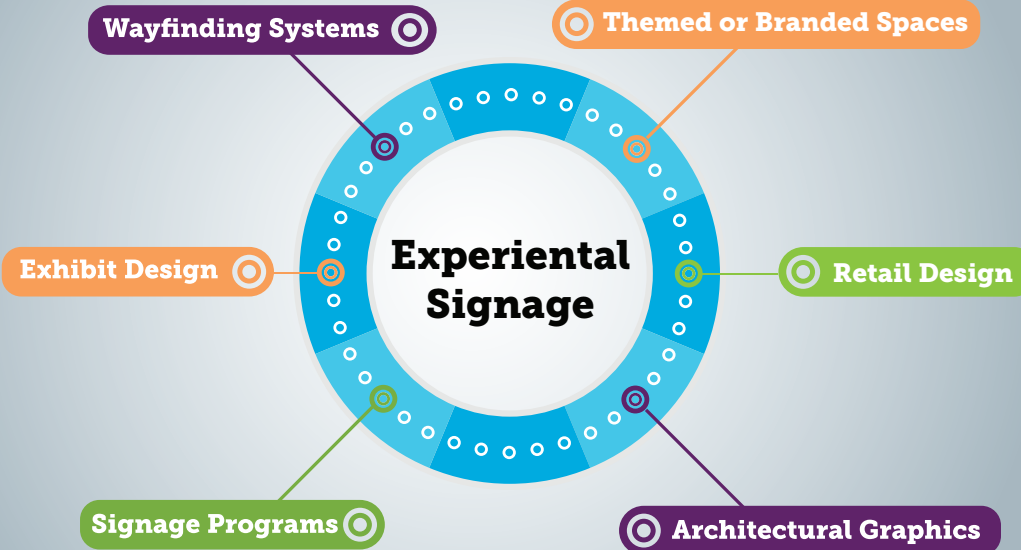 Wayfinding Systems
Themed or Branded Spaces
Experiental
Signage
Exhibit Design
Retail Design
Signage Programs
Architectural Graphics